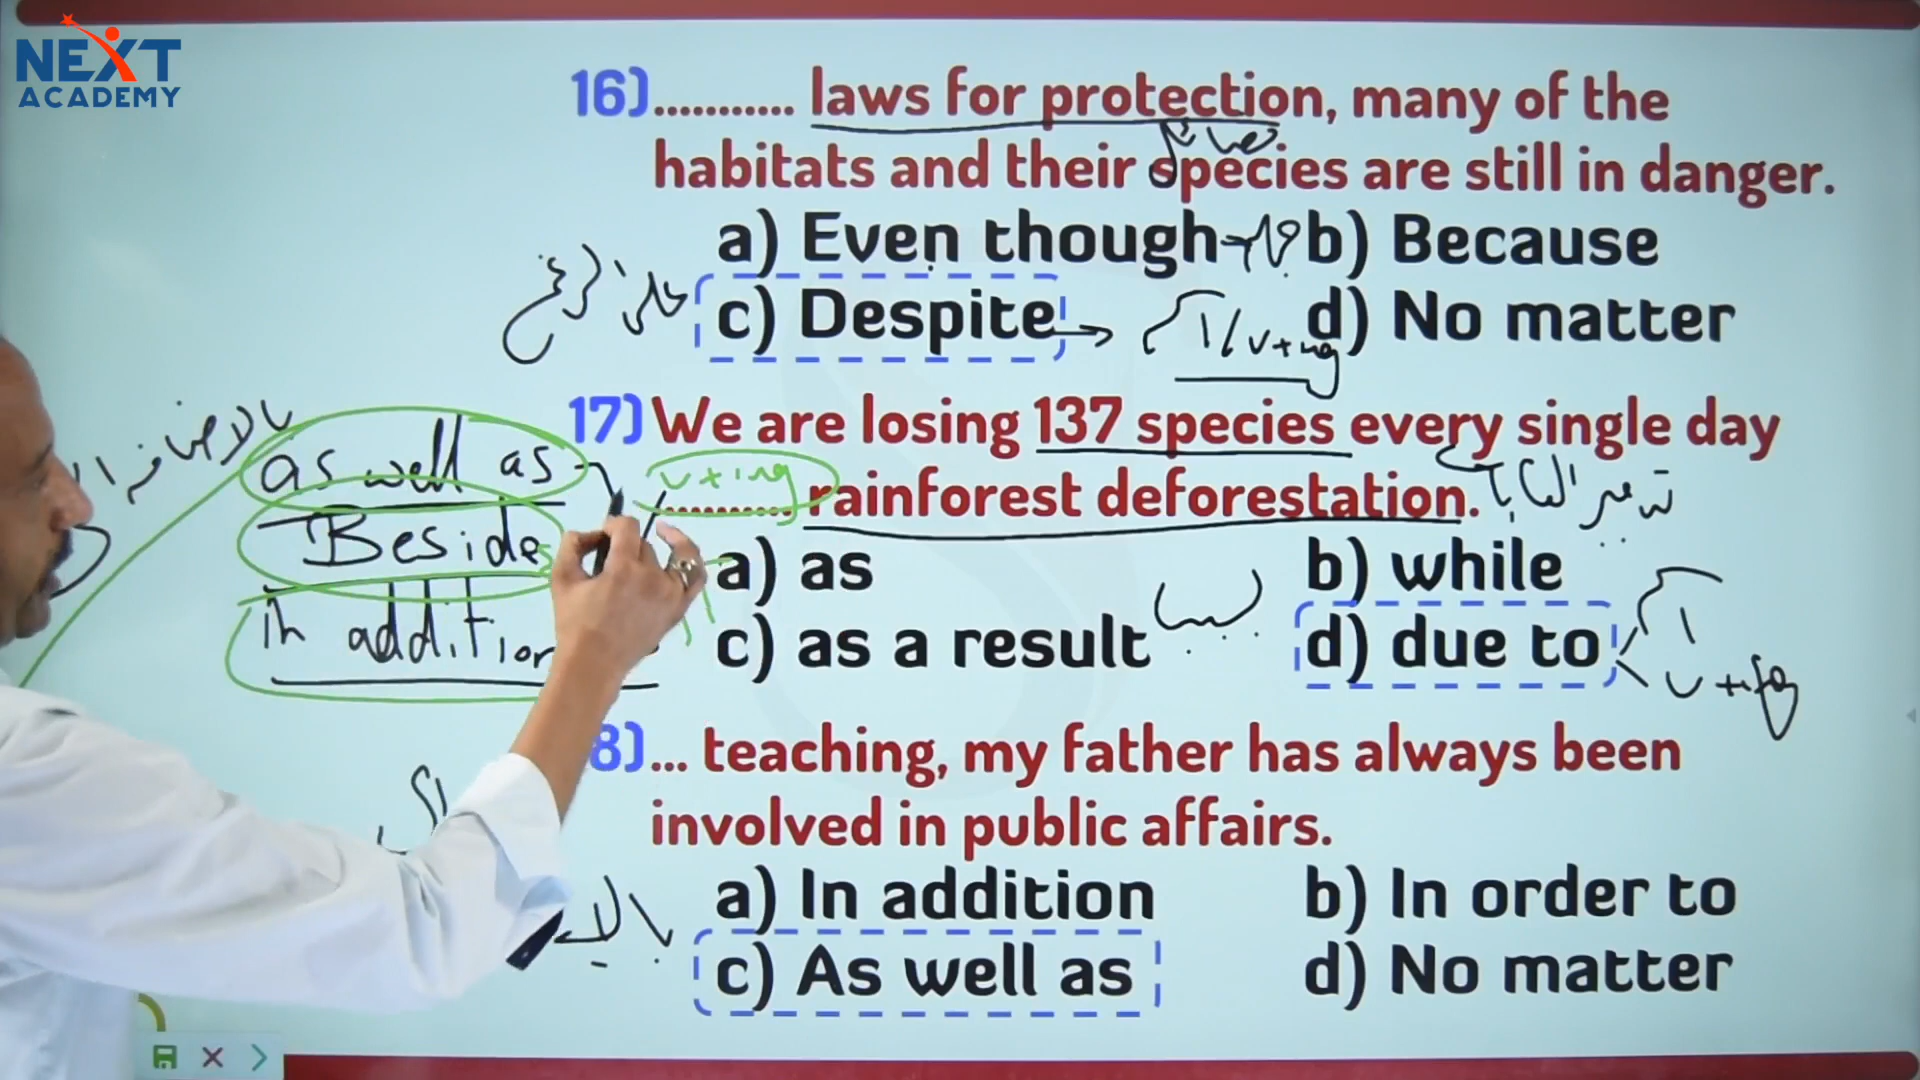 NEXT
ACADEMY
16)........... laws for protection, many of the
habitats and their species are still in danger.
a) Even though b) Because
c) Despite d) No matter
v+ing
17) We are losing 137 species every single day
v+ing
.......... rainforest deforestation.
a) as b) while
c) as a result d) due to
v+ing
as well as
Beside
in addition
8)... teaching, my father has always been
involved in public affairs.
a) In addition b) In order to
c) As well as d) No matter